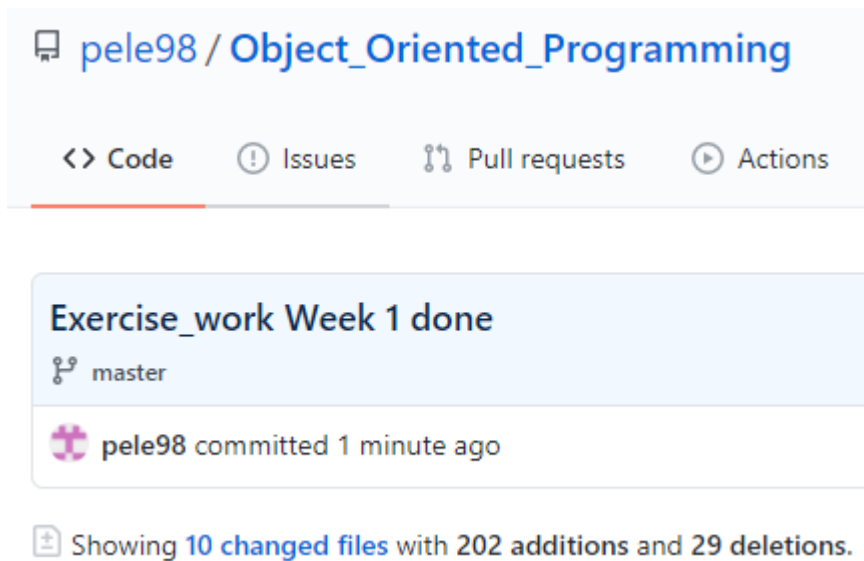 pele98 / Object_Oriented_Programming
<> Code Issues Pull requests Actions
Exercise_work Week 1 done
master
pele98 committed 1 minute ago
Showing 10 changed files with 202 additions and 29 deletions.